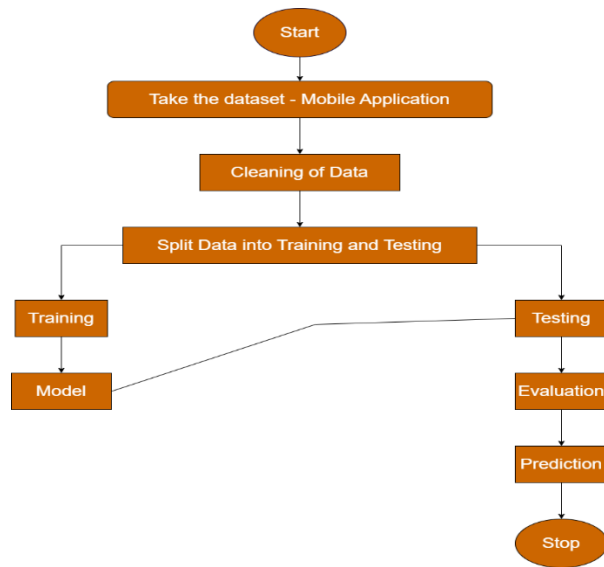 Start
Take the dataset - Mobile Application
Cleaning of Data
Split Data into Training and Testing
Training
Testing
Model
Evaluation
Prediction
Stop